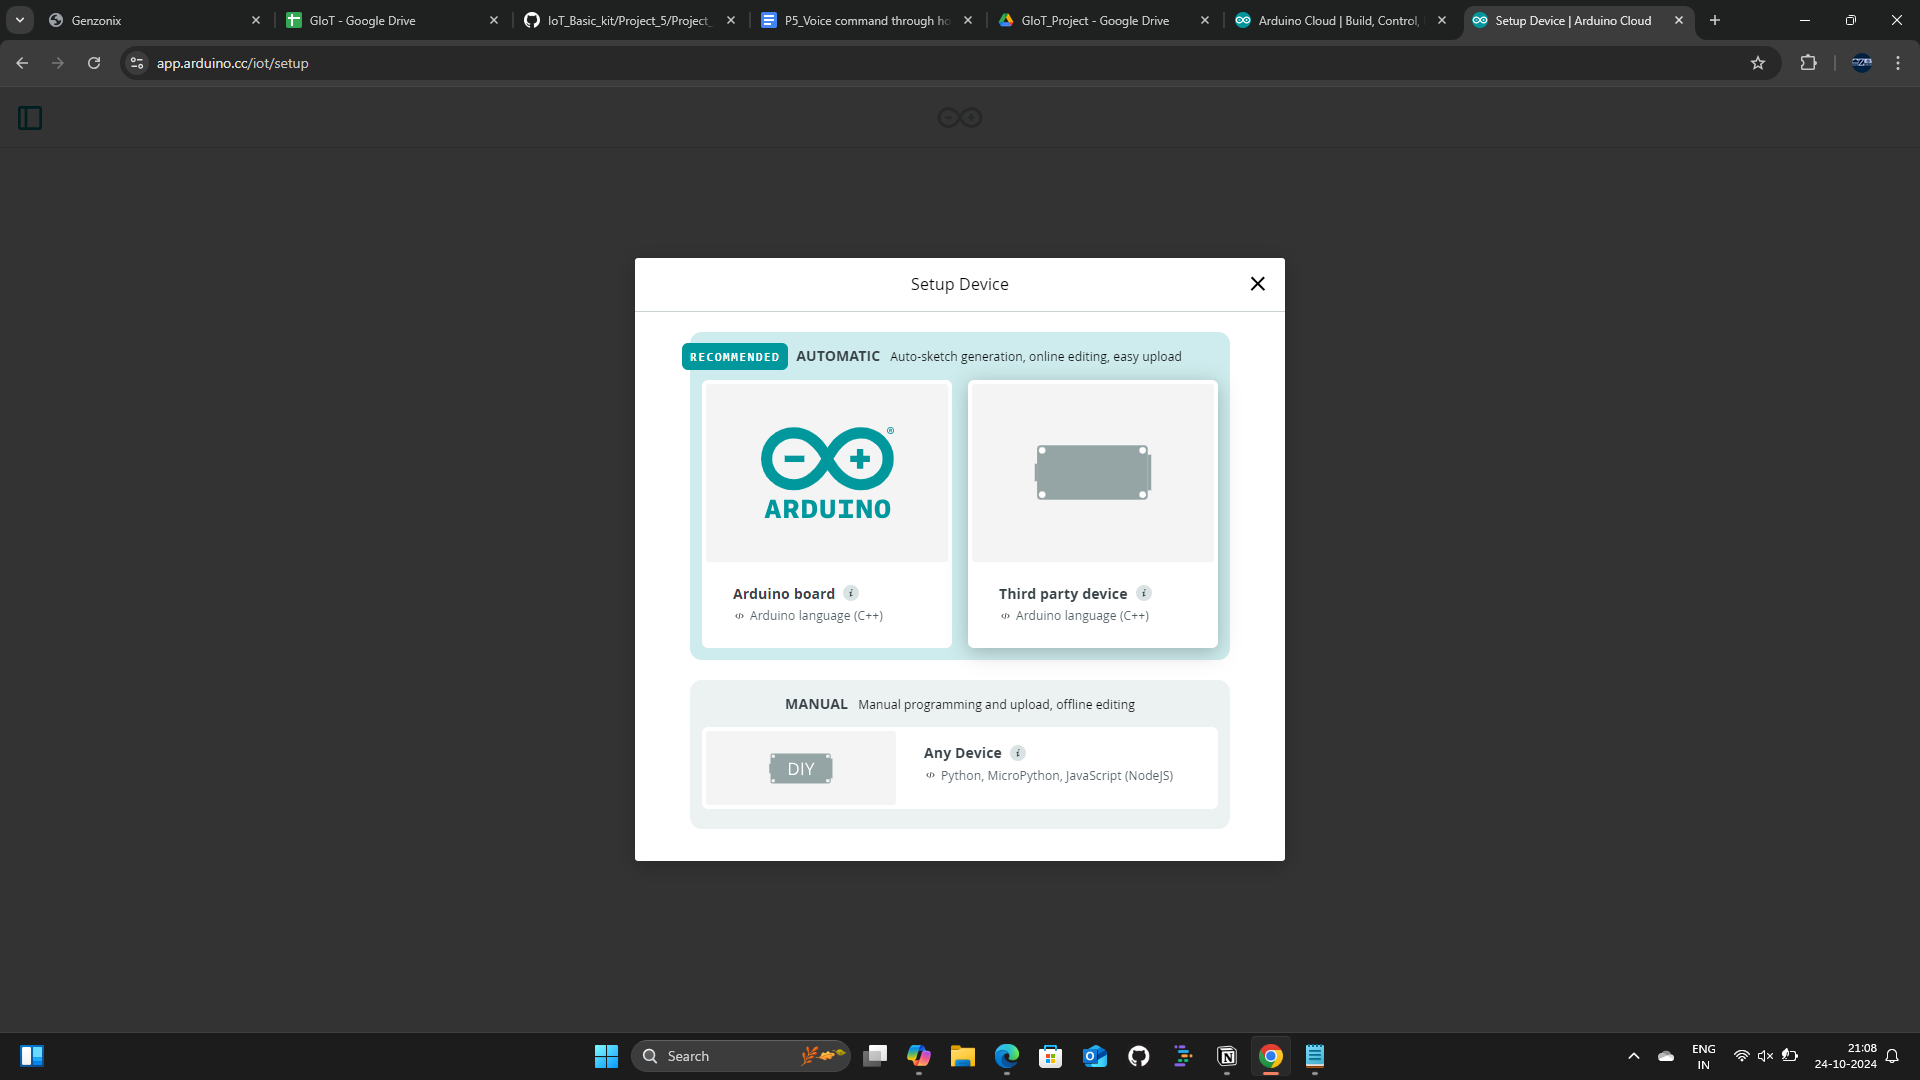 Genzonix
GIoT - Google Drive
IoT_Basic_kit/Project_5/Project_
P5_Voice command through ho
GIoT_Project - Google Drive
Arduino Cloud | Build, Control,
Setup Device | Arduino Cloud
app.arduino.cc/iot/setup
Setup Device
RECOMMENDED AUTOMATIC Auto-sketch generation, online editing, easy upload
ARDUINO
Arduino board
Arduino language (C++)
Third party device
Arduino language (C++)
MANUAL Manual programming and upload, offline editing
DIY
Any Device
Python, MicroPython, JavaScript (NodeJS)
Search
ENG
IN
21:08
24-10-2024